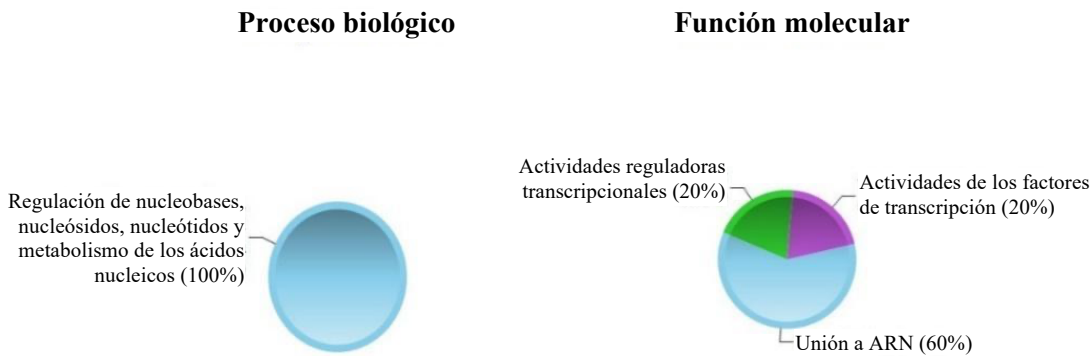 Proceso biológico
Función molecular
Regulación de nucleobases,
nucleósidos, nucleótidos y
metabolismo de los ácidos
nucleicos (100%)
Actividades reguladoras
transcripcionales (20%)
Actividades de los factores
de transcripción (20%)
Unión a ARN (60%)